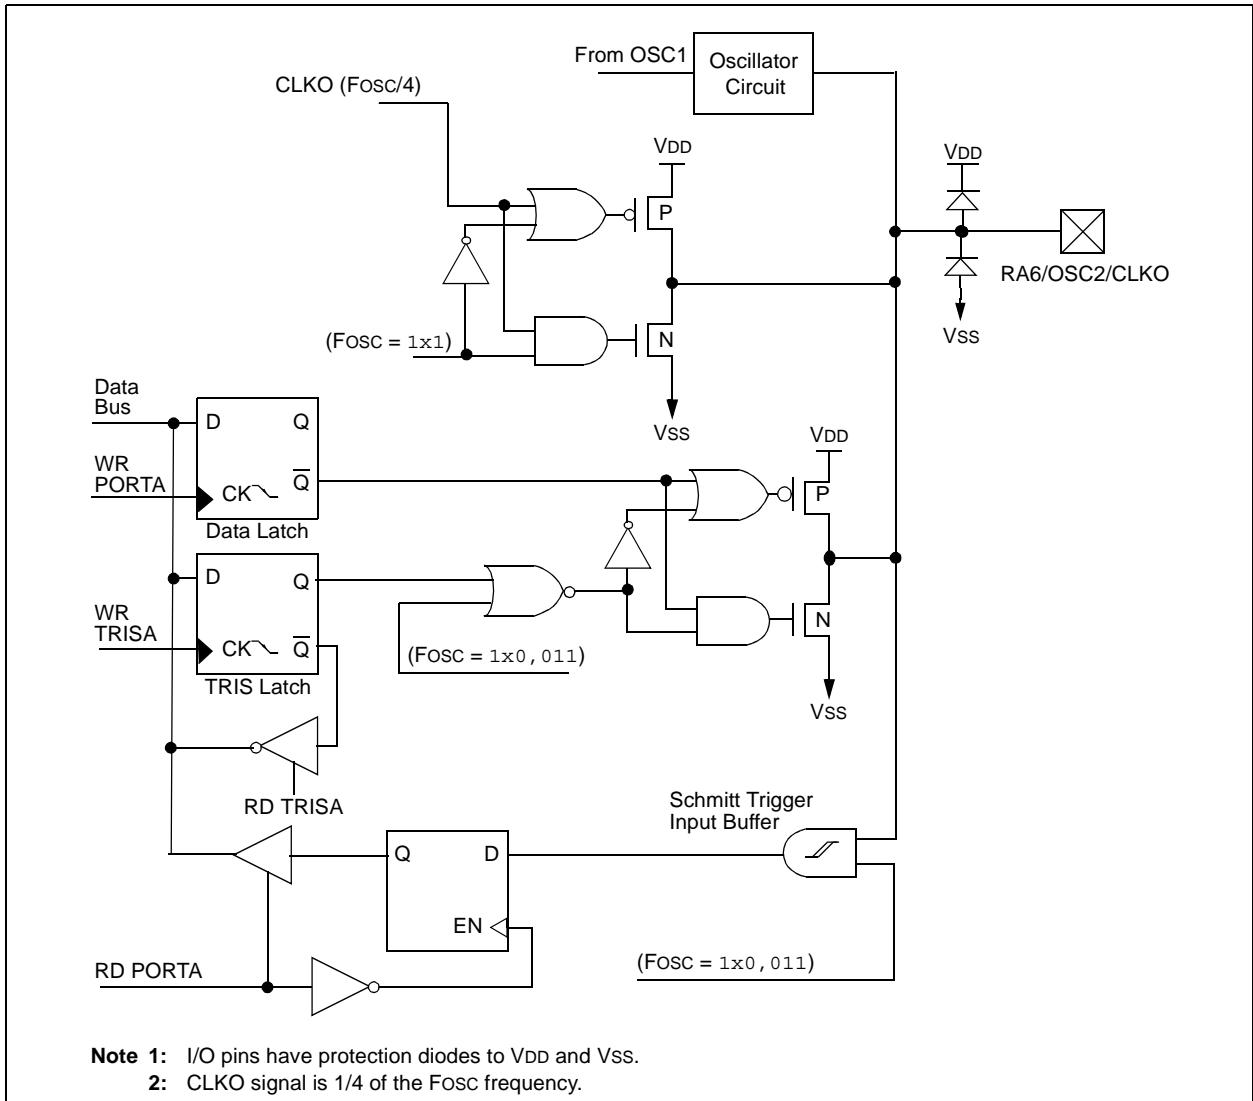 From OSC1
Oscillator
Circuit
CLKO (FOSC/4)
VDD
P
VDD
RA6/OSC2/CLKO
VSS
(FOSC = 1x1)
N
VSS
Data
Bus
D
Q
WR
PORTA
CK
Q
Data Latch
VDD
P
D
Q
WR
TRISA
CK
Q
TRIS Latch
(FOSC = 1x0,011)
N
VSS
RD TRISA
Schmitt Trigger
Input Buffer
Q
D
EN
RD PORTA
(FOSC = 1x0,011)
Note 1: I/O pins have protection diodes to VDD and VSS.
2: CLKO signal is 1/4 of the FOSC frequency.